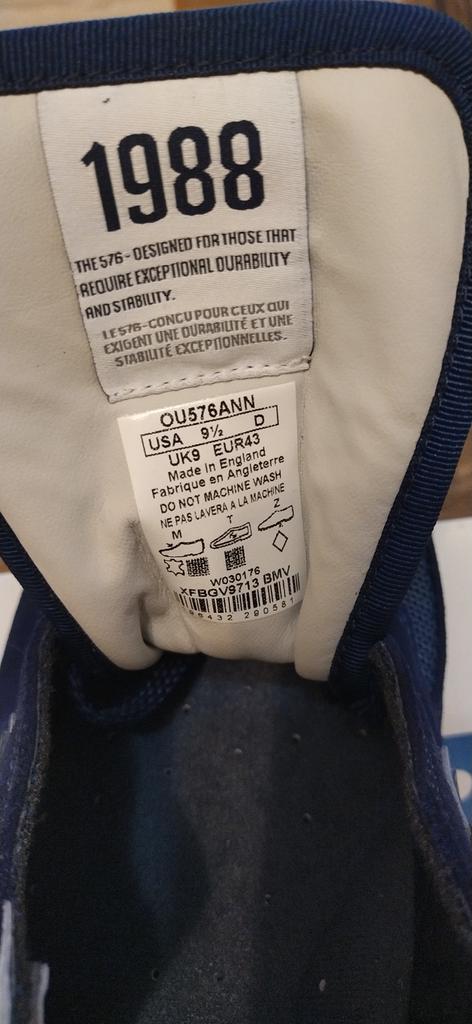 1988
THE 576 - DESIGNED FOR THOSE THAT
REQUIRE EXCEPTIONAL DURABILITY
AND STABILITY.
LE 576 - CONCU POUR CEUX QUI
EXIGENT UNE DURABILITÉ ET UNE
STABILITÉ EXCEPTIONNELLES.
OU576ANN
USA 9½ D
UK9 EUR43
Made in England
Fabrique en Angleterre
DO NOT MACHINE WASH
NE PAS LAVER A LA MACHINE
M T Z
W030176
XFBGV9713 BMV